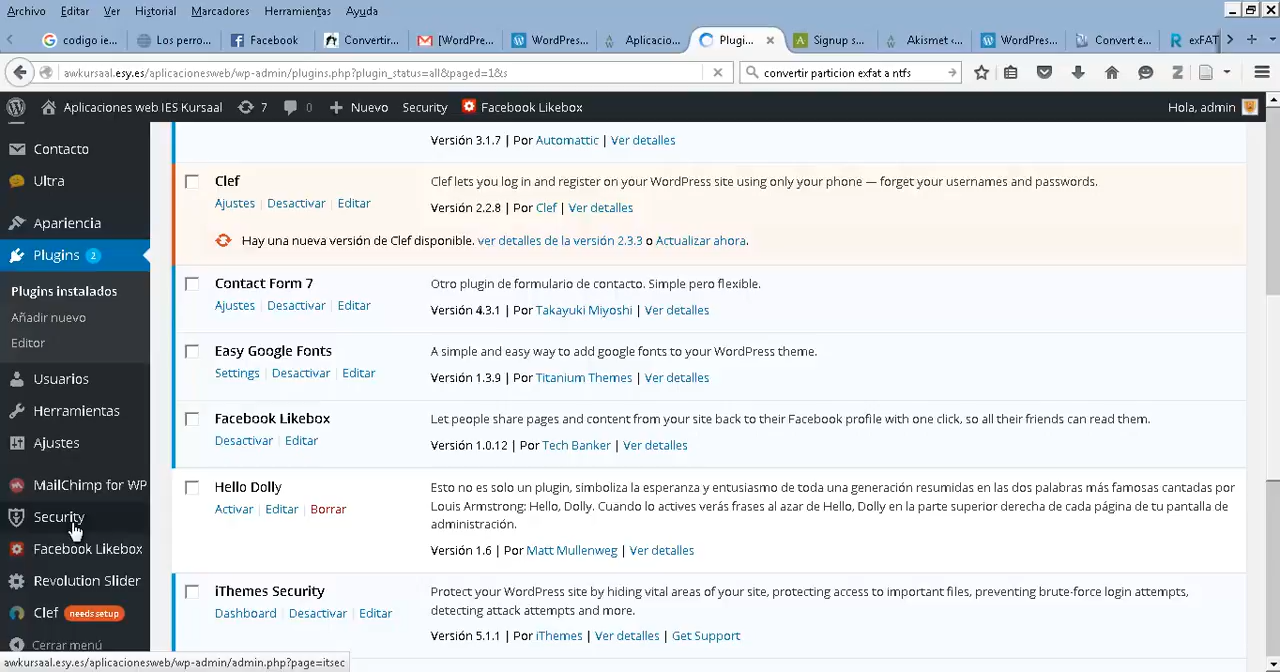 Archivo Editar Ver Historial Marcadores Herramientas Ayuda
codigo ie... Los perro... Facebook Convertir... [WordPre... WordPres... Aplicacio... Plugi... Signup s... Akismet <... WordPres... Convert e... exFAT
awkursaal.esy.es/aplicacionesweb/wp-admin/plugins.php?plugin_status=all&paged=1&s
convertir particion exfat a ntfs
Aplicaciones web IES Kursaal 7 0 Nuevo Security Facebook Likebox Hola, admin
Contacto
Ultra
Apariencia
Plugins 2
Plugins instalados
Añadir nuevo
Editor
Usuarios
Herramientas
Ajustes
MailChimp for WP
Security
Facebook Likebox
Revolution Slider
Clef needs setup
Cerrar menú
Versión 3.1.7 | Por Automattic | Ver detalles
Clef
Ajustes | Desactivar | Editar
Clef lets you log in and register on your WordPress site using only your phone — forget your usernames and passwords.
Versión 2.2.8 | Por Clef | Ver detalles
Hay una nueva versión de Clef disponible. ver detalles de la versión 2.3.3 o Actualizar ahora.
Contact Form 7
Ajustes | Desactivar | Editar
Otro plugin de formulario de contacto. Simple pero flexible.
Versión 4.3.1 | Por Takayuki Miyoshi | Ver detalles
Easy Google Fonts
Settings | Desactivar | Editar
A simple and easy way to add google fonts to your WordPress theme.
Versión 1.3.9 | Por Titanium Themes | Ver detalles
Facebook Likebox
Desactivar | Editar
Let people share pages and content from your site back to their Facebook profile with one click, so all their friends can read them.
Versión 1.0.12 | Por Tech Banker | Ver detalles
Hello Dolly
Activar | Editar | Borrar
Esto no es solo un plugin, simboliza la esperanza y entusiasmo de toda una generación resumidas en las dos palabras más famosas cantadas por
Louis Armstrong: Hello, Dolly. Cuando lo actives verás frases al azar de Hello, Dolly en la parte superior derecha de cada página de tu pantalla de
administración.
Versión 1.6 | Por Matt Mullenweg | Ver detalles
iThemes Security
Dashboard | Desactivar | Editar
Protect your WordPress site by hiding vital areas of your site, protecting access to important files, preventing brute-force login attempts,
detecting attack attempts and more.
Versión 5.1.1 | Por iThemes | Ver detalles | Get Support
awkursaal.esy.es/aplicacionesweb/wp-admin/admin.php?page=itsec